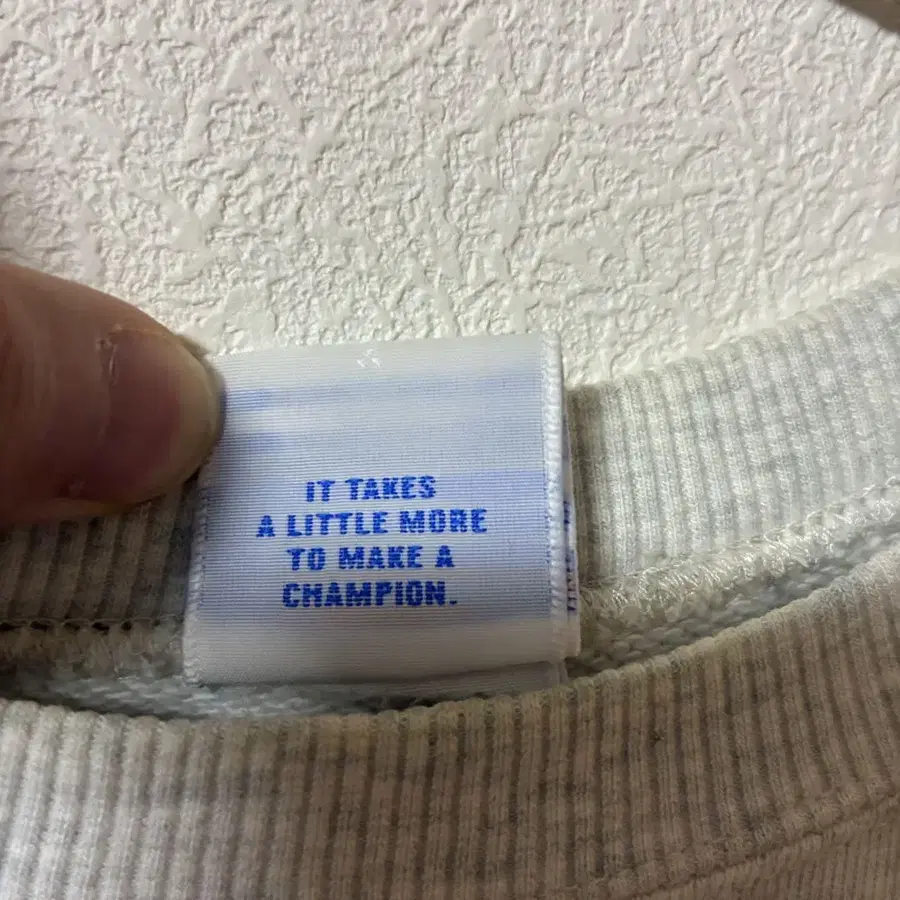 IT TAKES
A LITTLE MORE
TO MAKE A
CHAMPION.